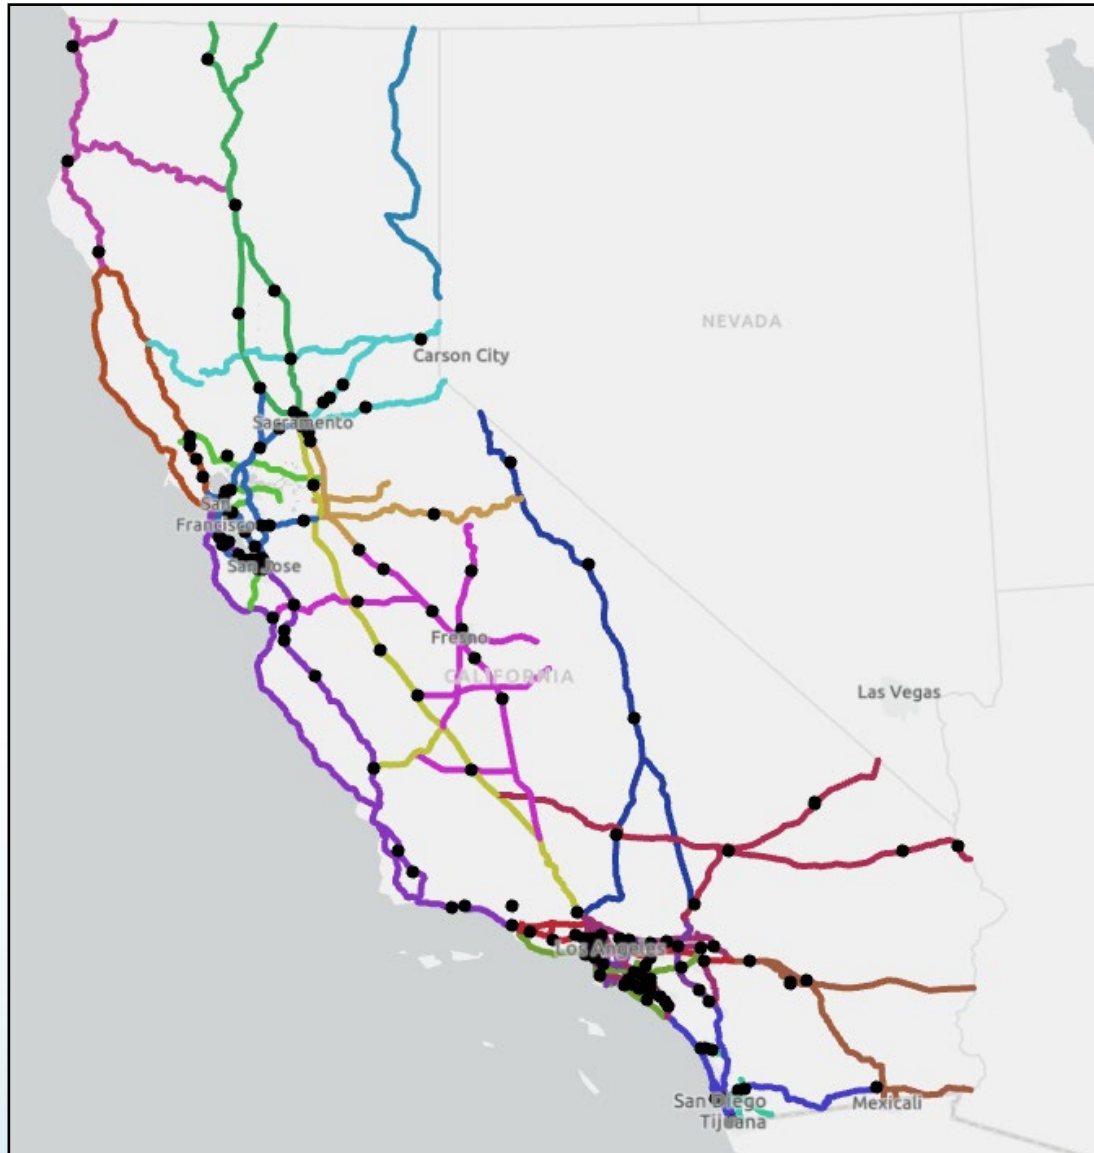 NEVADA
Carson City
Sacramento
San
Francisco
San Jose
Fresno
CALIFORNIA
Las Vegas
Los Angeles
San Diego
Tijuana
Mexicali